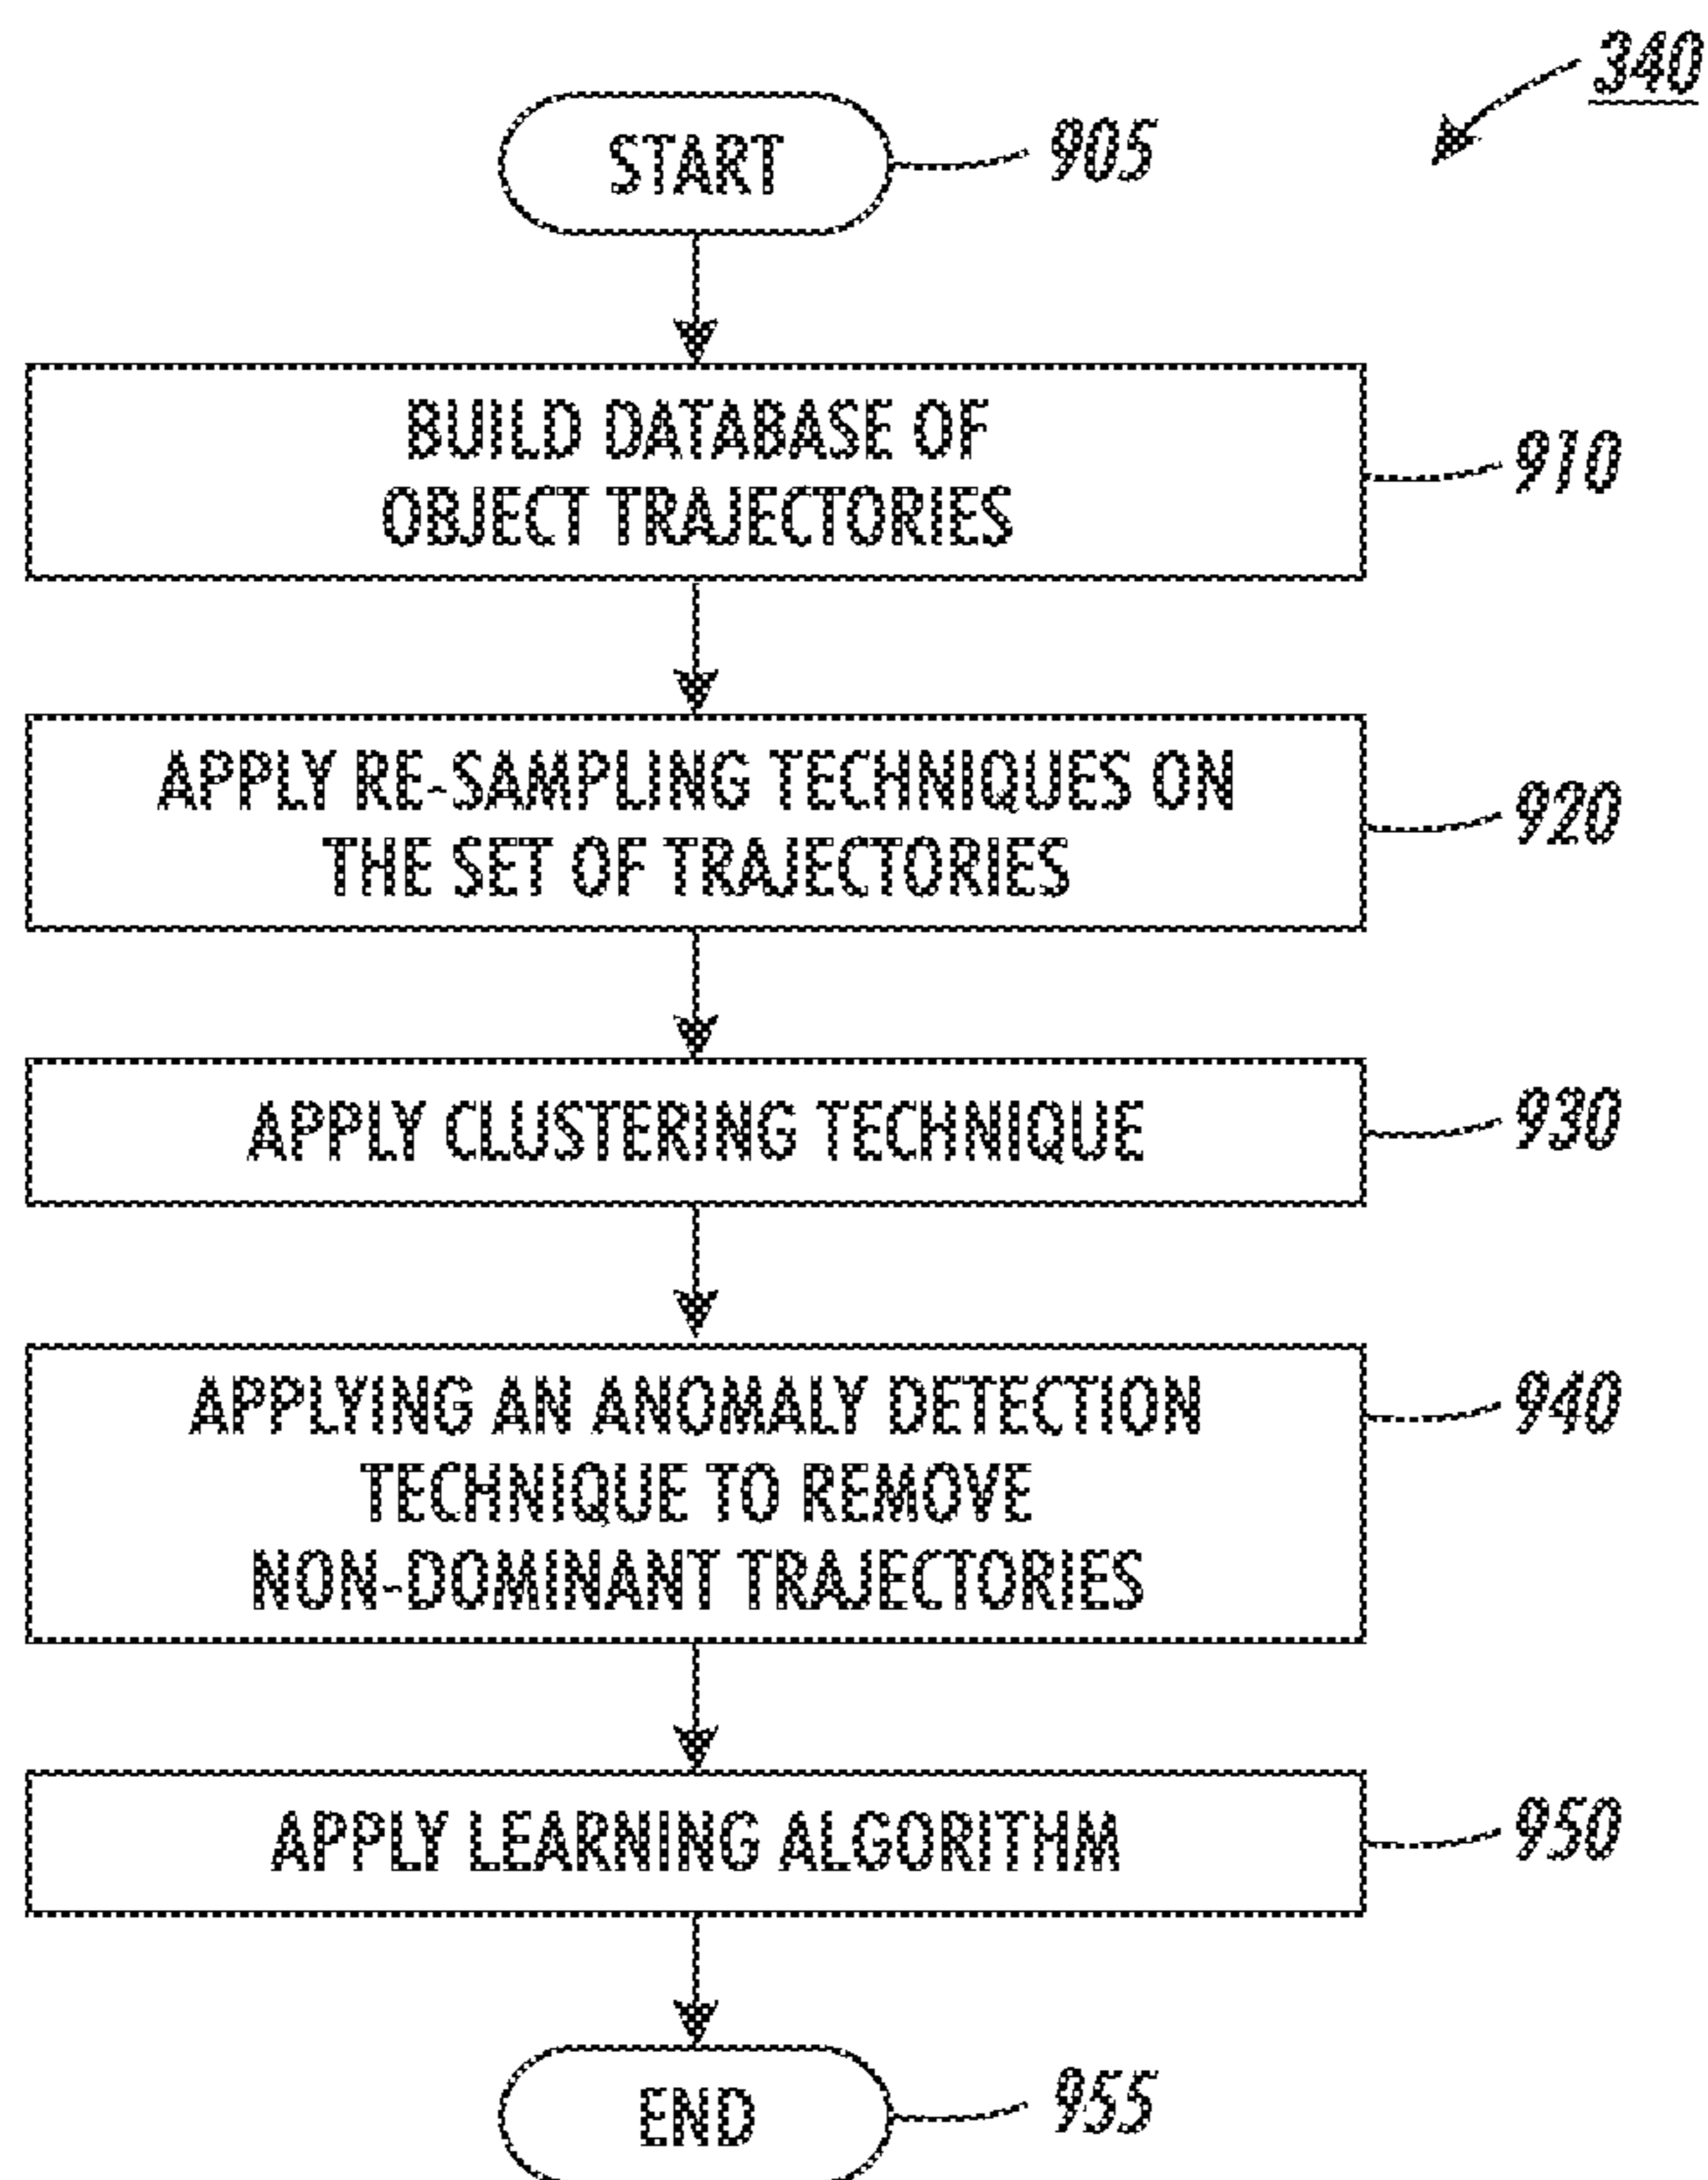 340
START
905
BUILD DATABASE OF
OBJECT TRAJECTORIES
910
APPLY RE-SAMPLING TECHNIQUES ON
THE SET OF TRAJECTORIES
920
APPLY CLUSTERING TECHNIQUE
930
APPLYING AN ANOMALY DETECTION
TECHNIQUE TO REMOVE
NON-DOMINANT TRAJECTORIES
940
APPLY LEARNING ALGORITHM
950
END
955